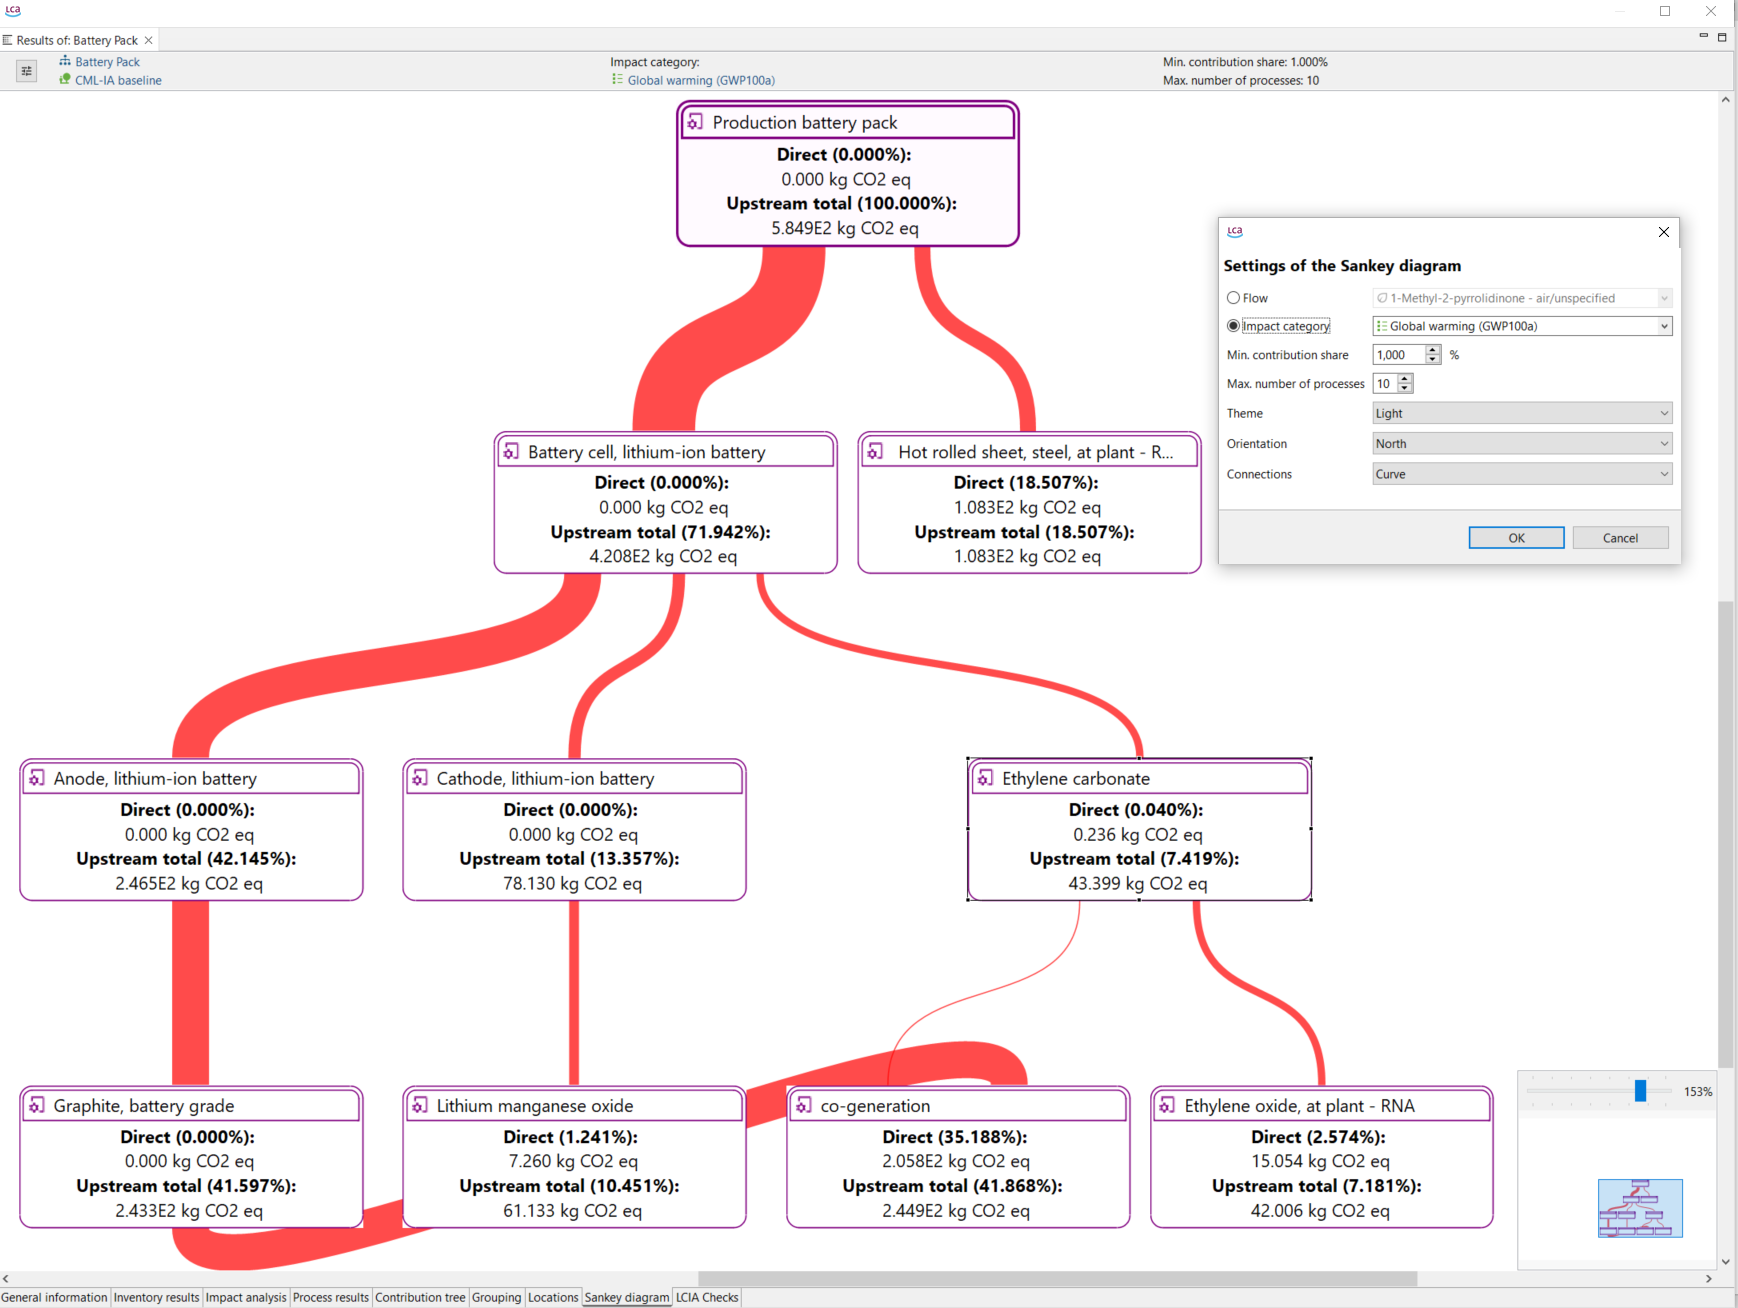 LCA
Results of: Battery Pack
Battery Pack
CML-IA baseline
Impact category:
Global warming (GWP100a)
Min. contribution share: 1.000%
Max. number of processes: 10
Production battery pack
Direct (0.000%):
0.000 kg CO2 eq
Upstream total (100.000%):
5.849E2 kg CO2 eq
LCA
Settings of the Sankey diagram
Flow 1-Methyl-2-pyrrolidinone - air/unspecified
Impact category Global warming (GWP100a)
Min. contribution share 1,000 %
Max. number of processes 10
Theme Light
Orientation North
Connections Curve
OK Cancel
Battery cell, lithium-ion battery
Direct (0.000%):
0.000 kg CO2 eq
Upstream total (71.942%):
4.208E2 kg CO2 eq
Hot rolled sheet, steel, at plant - R...
Direct (18.507%):
1.083E2 kg CO2 eq
Upstream total (18.507%):
1.083E2 kg CO2 eq
Anode, lithium-ion battery
Direct (0.000%):
0.000 kg CO2 eq
Upstream total (42.145%):
2.465E2 kg CO2 eq
Cathode, lithium-ion battery
Direct (0.000%):
0.000 kg CO2 eq
Upstream total (13.357%):
78.130 kg CO2 eq
Ethylene carbonate
Direct (0.040%):
0.236 kg CO2 eq
Upstream total (7.419%):
43.399 kg CO2 eq
Graphite, battery grade
Direct (0.000%):
0.000 kg CO2 eq
Upstream total (41.597%):
2.433E2 kg CO2 eq
Lithium manganese oxide
Direct (1.241%):
7.260 kg CO2 eq
Upstream total (10.451%):
61.133 kg CO2 eq
co-generation
Direct (35.188%):
2.058E2 kg CO2 eq
Upstream total (41.868%):
2.449E2 kg CO2 eq
Ethylene oxide, at plant - RNA
Direct (2.574%):
15.054 kg CO2 eq
Upstream total (7.181%):
42.006 kg CO2 eq
153%
General information Inventory results Impact analysis Process results Contribution tree Grouping Locations Sankey diagram LCIA Checks